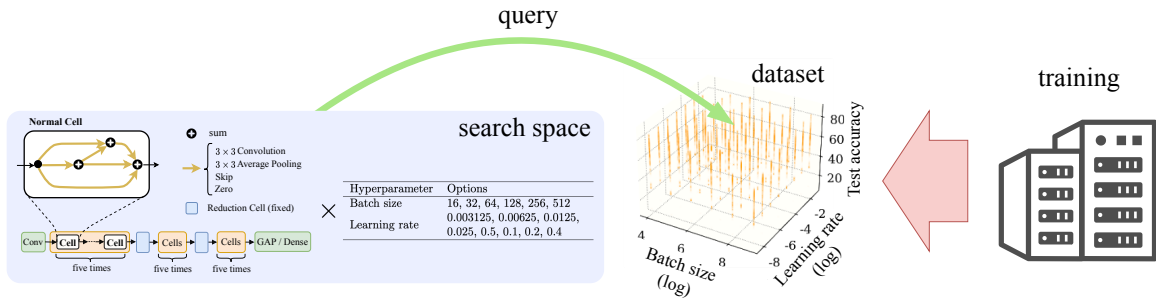 query
dataset
training
Normal Cell
search space
sum
3 × 3 Convolution
3 × 3 Average Pooling
Skip
Zero
Reduction Cell (fixed)
×
Hyperparameter Options
Batch size 16, 32, 64, 128, 256, 512
Learning rate 0.003125, 0.00625, 0.0125,
0.025, 0.5, 0.1, 0.2, 0.4
Conv Cell Cell Cells Cells GAP / Dense
five times five times five times
80
60
40
20
Test accuracy
4 6 8
Batch size
(log)
-8 -6 -4 -2
Learning rate
(log)